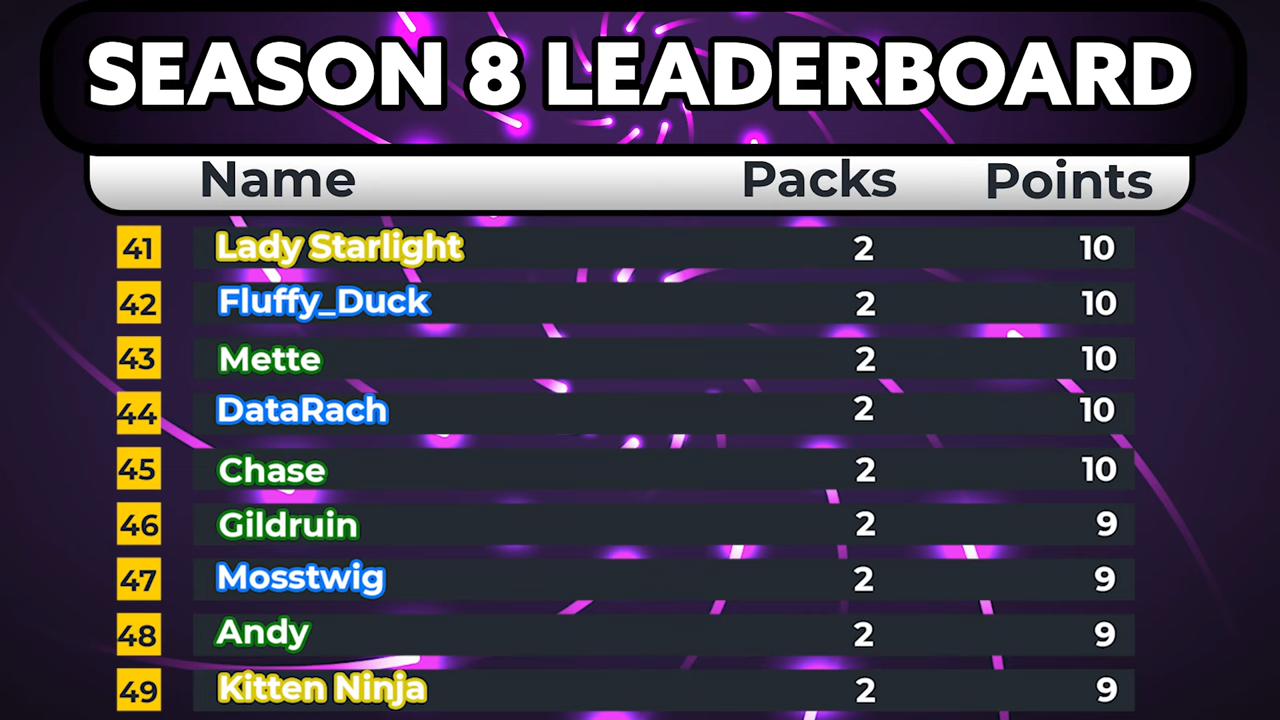 SEASON 8 LEADERBOARD
Name Packs Points
41 Lady Starlight 2 10
42 Fluffy_Duck 2 10
43 Mette 2 10
44 DataRach 2 10
45 Chase 2 10
46 Gildruin 2 9
47 Mosstwig 2 9
48 Andy 2 9
49 Kitten Ninja 2 9